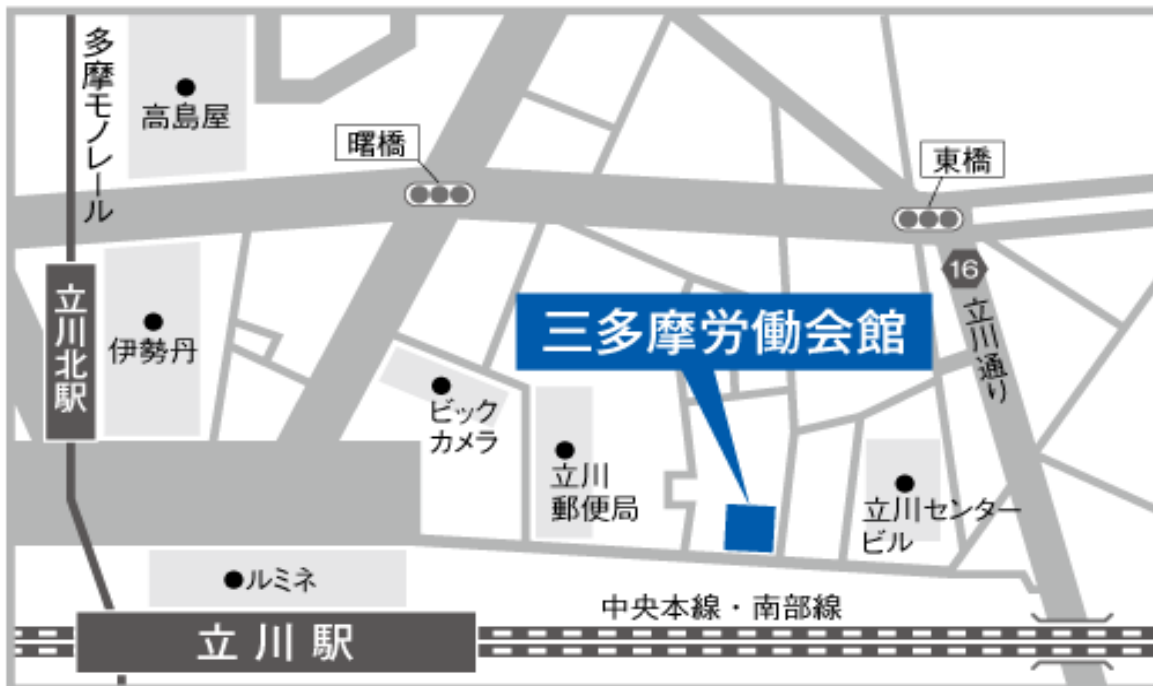 多摩モノレール
高島屋
曙橋
東橋
16
立川通り
立川北駅
伊勢丹
三多摩労働会館
ビック
カメラ
立川
郵便局
立川センター
ビル
ルミネ
中央本線・南部線
立川駅